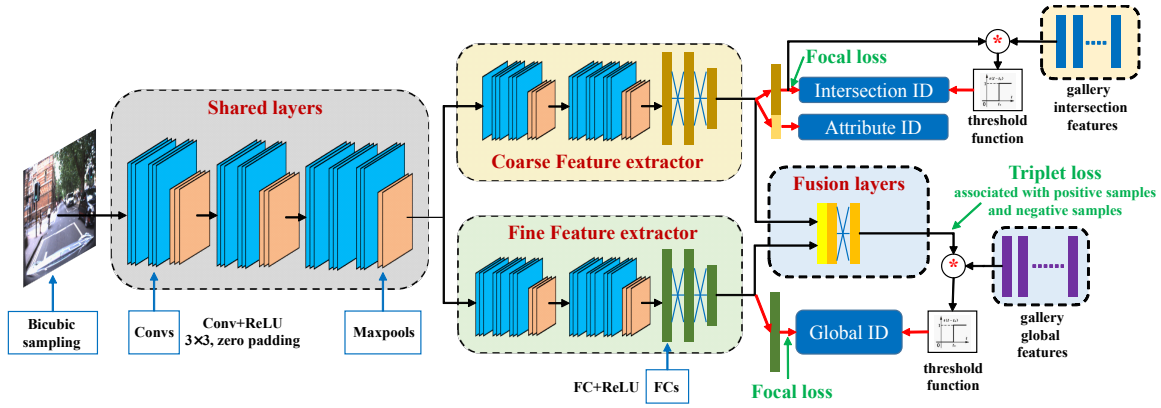 Shared layers
Bicubic
sampling
Convs
Conv+ReLU
3×3, zero padding
Maxpools
Coarse Feature extractor
Fine Feature extractor
FC+ReLU
FCs
Focal loss
Intersection ID
Attribute ID
*
threshold
function
gallery
intersection
features
Fusion layers
Triplet loss
associated with positive samples
and negative samples
*
Global ID
Focal loss
threshold
function
gallery
global
features